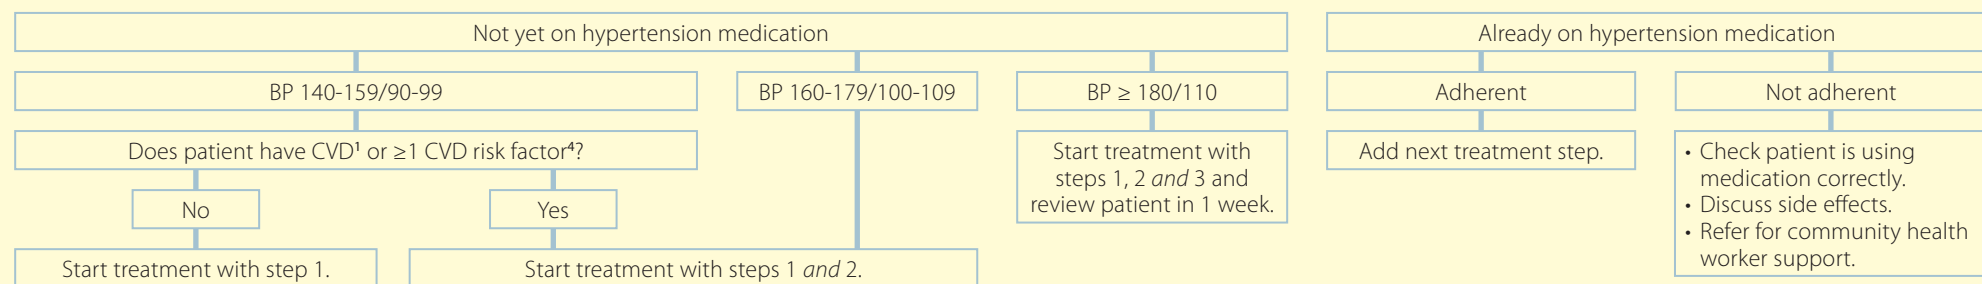 Not yet on hypertension medication
BP 140-159/90-99
BP 160-179/100-109
BP ≥ 180/110
Does patient have CVD¹ or ≥1 CVD risk factor⁴?
No
Yes
Start treatment with step 1.
Start treatment with steps 1 and 2.
Start treatment with
steps 1, 2 and 3 and
review patient in 1 week.
Already on hypertension medication
Adherent
Not adherent
Add next treatment step.
• Check patient is using
medication correctly.
• Discuss side effects.
• Refer for community health
worker support.